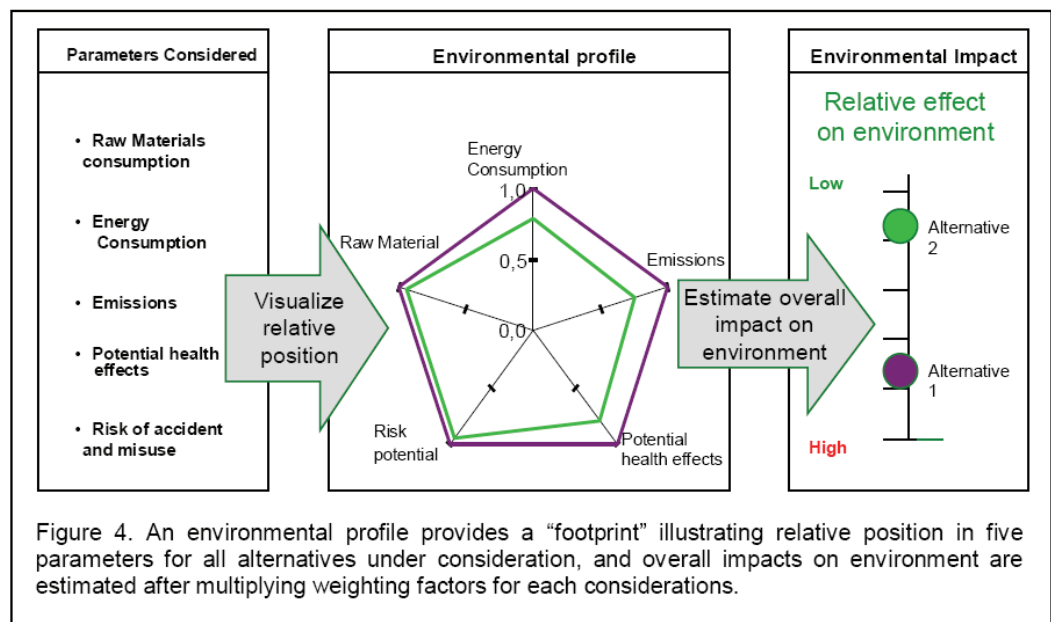 Parameters Considered
• Raw Materials
consumption
• Energy
Consumption
• Emissions
• Potential health
effects
• Risk of accident
and misuse
Visualize
relative
position
Environmental profile
Energy
Consumption
1,0
Raw Material
Emissions
0,5
0,0
Risk
potential
Potential
health effects
Estimate overall
impact on
environment
Environmental Impact
Relative effect
on environment
Low
Alternative
2
Alternative
1
High
Figure 4. An environmental profile provides a “footprint” illustrating relative position in five
parameters for all alternatives under consideration, and overall impacts on environment are
estimated after multiplying weighting factors for each considerations.